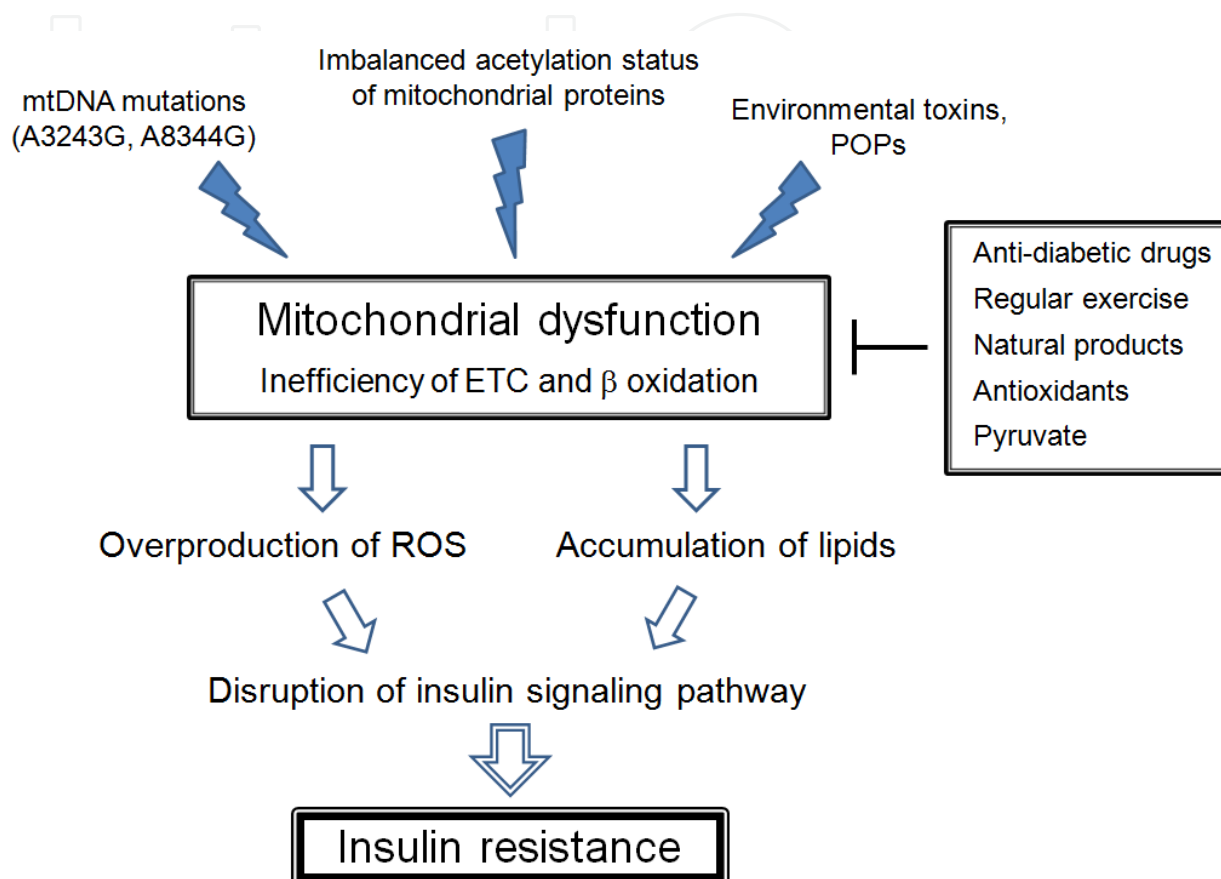 Imbalanced acetylation status
of mitochondrial proteins
mtDNA mutations
(A3243G, A8344G)
Environmental toxins,
POPs
Mitochondrial dysfunction
Inefficiency of ETC and β oxidation
Anti-diabetic drugs
Regular exercise
Natural products
Antioxidants
Pyruvate
Overproduction of ROS
Accumulation of lipids
Disruption of insulin signaling pathway
Insulin resistance